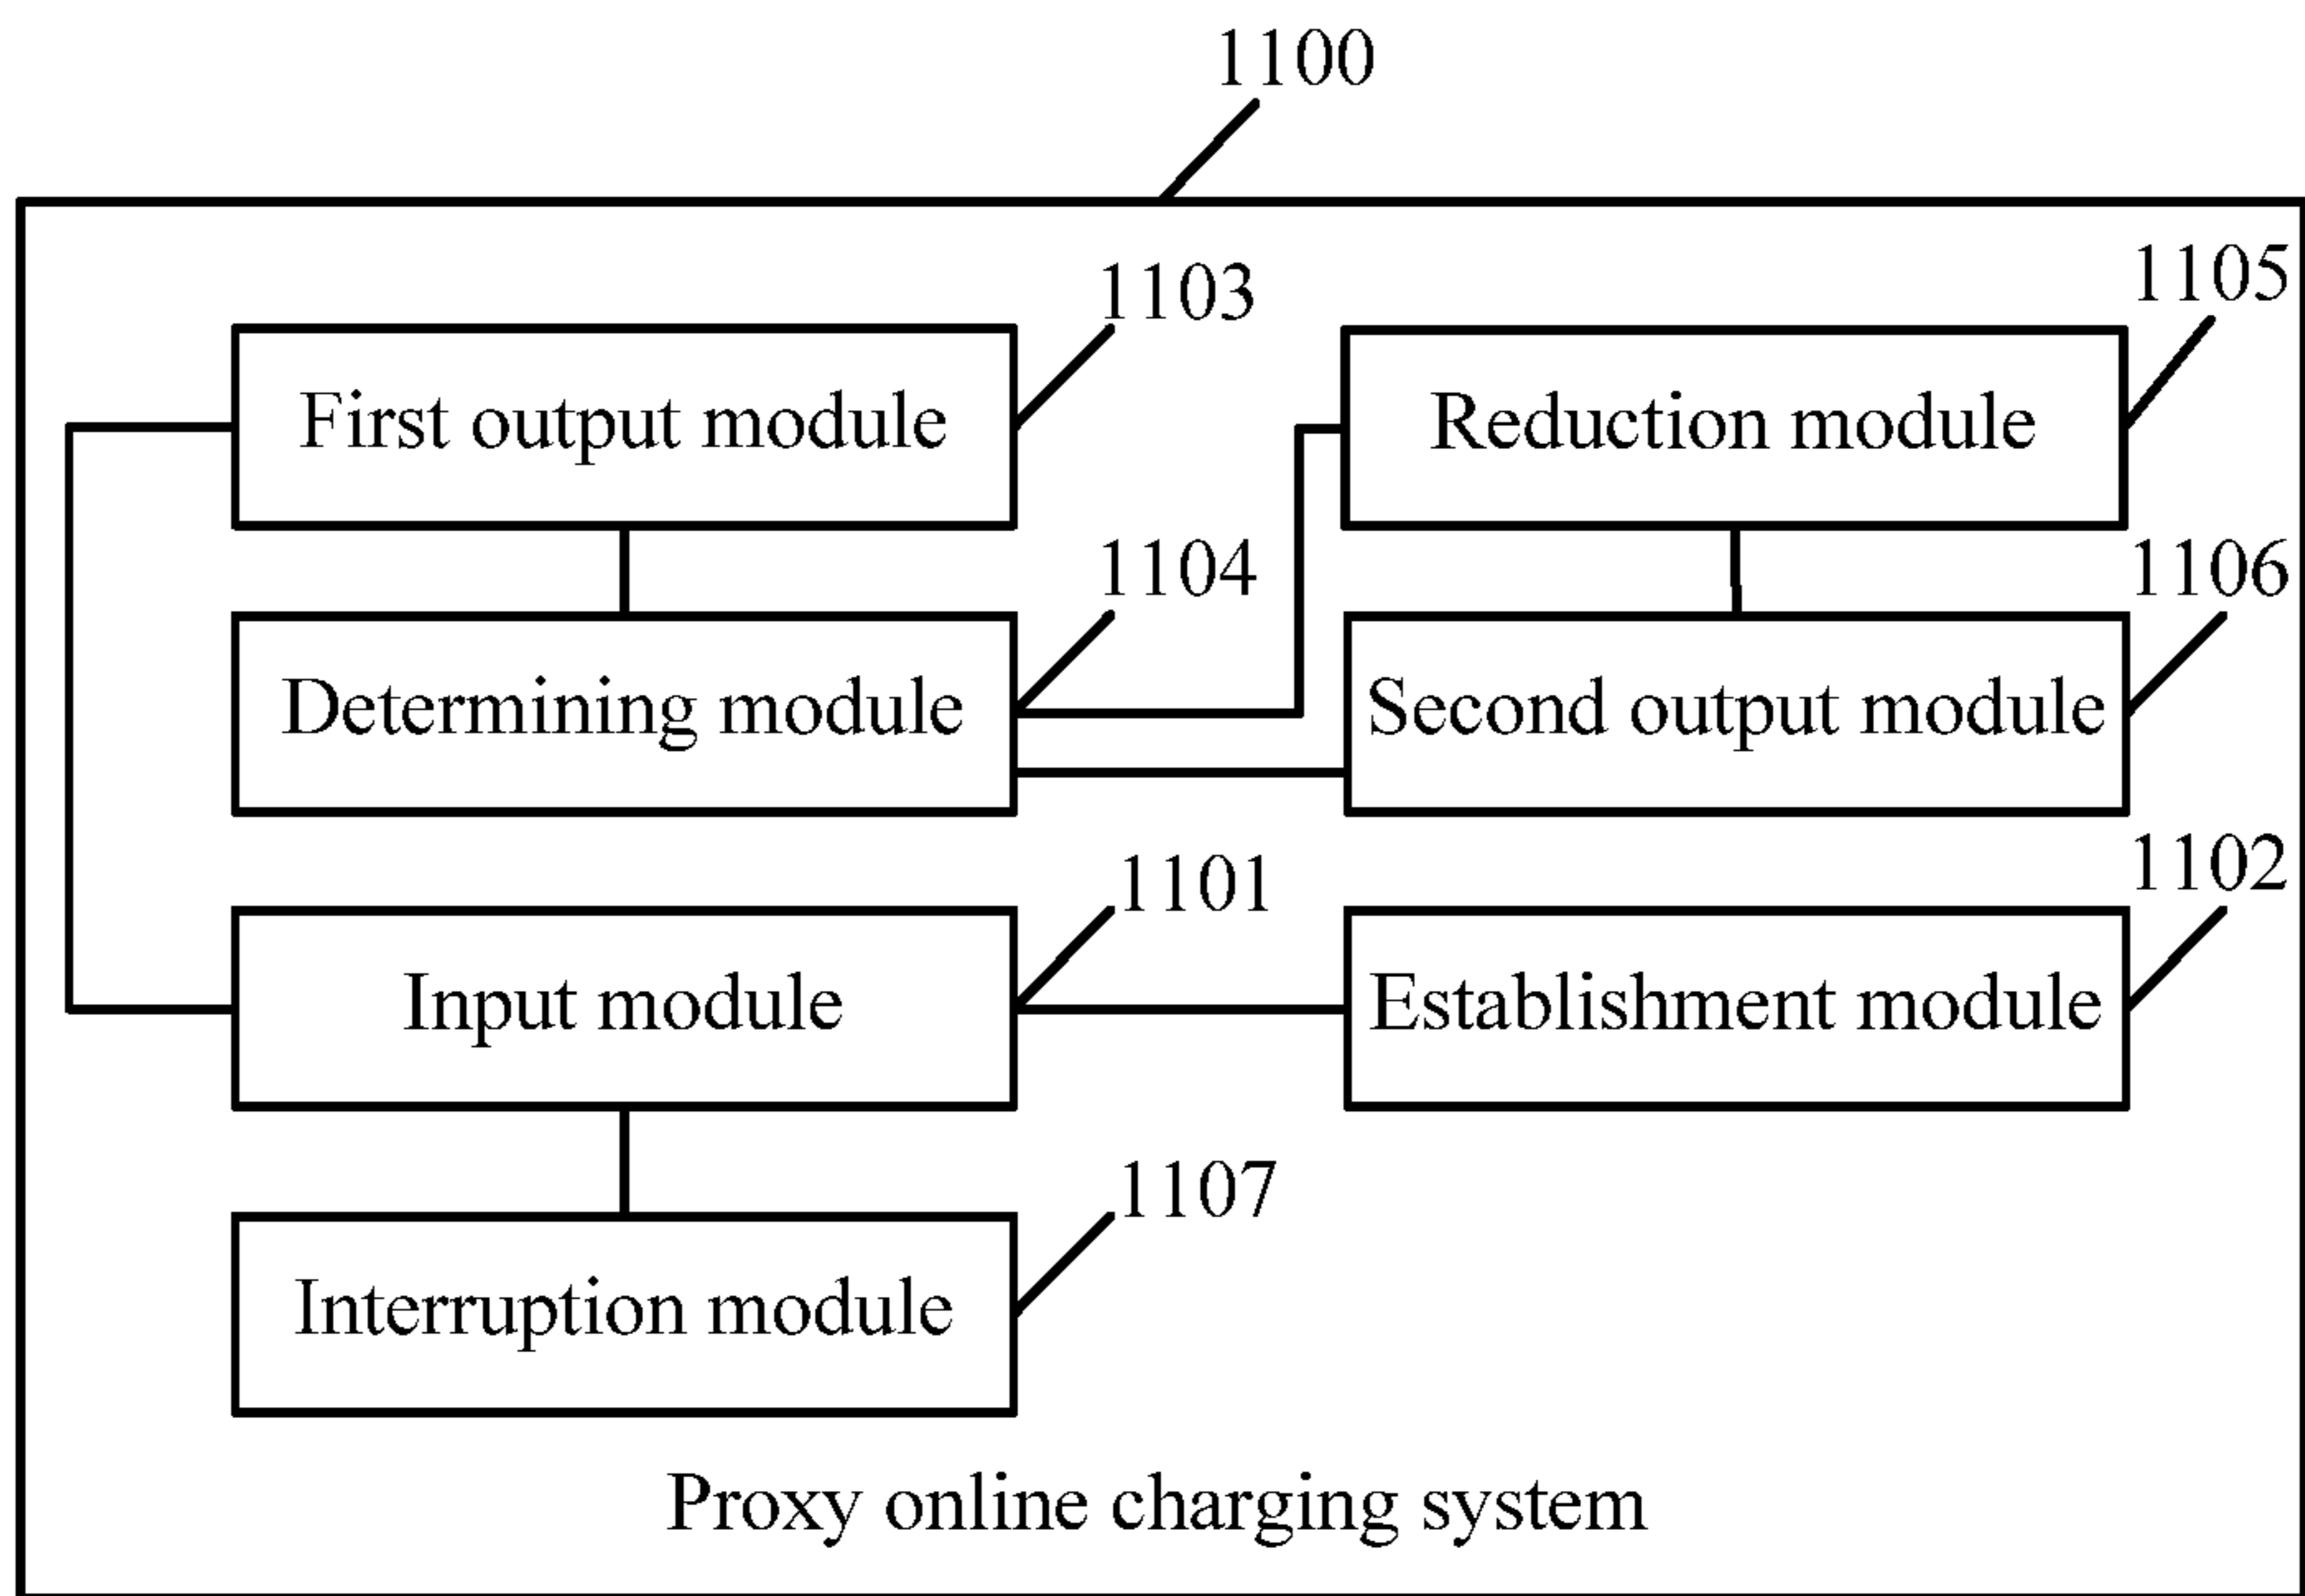 1100
1103
1105
First output module
Reduction module
1104
1106
Determining module
Second output module
1101
1102
Input module
Establishment module
1107
Interruption module
Proxy online charging system